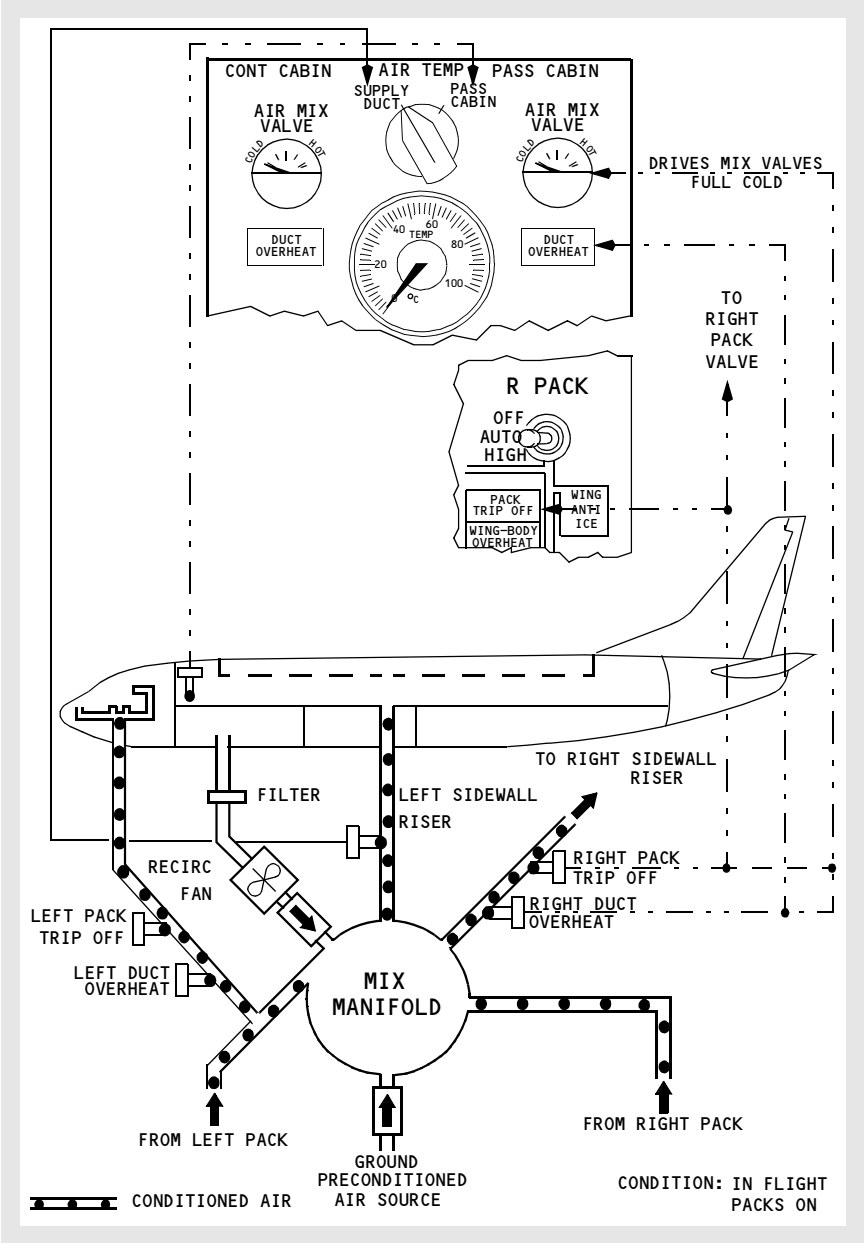 CONT CABIN
AIR TEMP
PASS CABIN
SUPPLY
DUCT
PASS
CABIN
AIR MIX
VALVE
COLD
HOT
AIR MIX
VALVE
COLD
HOT
DRIVES MIX VALVES
FULL COLD
DUCT
OVERHEAT
TEMP
0
20
40
60
80
100
°C
DUCT
OVERHEAT
TO
RIGHT
PACK
VALVE
R PACK
OFF
AUTO
HIGH
PACK
TRIP OFF
WING-BODY
OVERHEAT
WING
ANTI
ICE
TO RIGHT SIDEWALL
RISER
FILTER
LEFT SIDEWALL
RISER
RECIRC
FAN
RIGHT PACK
TRIP OFF
RIGHT DUCT
OVERHEAT
LEFT PACK
TRIP OFF
LEFT DUCT
OVERHEAT
MIX
MANIFOLD
FROM LEFT PACK
FROM RIGHT PACK
GROUND
PRECONDITIONED
AIR SOURCE
CONDITIONED AIR
CONDITION: IN FLIGHT
PACKS ON